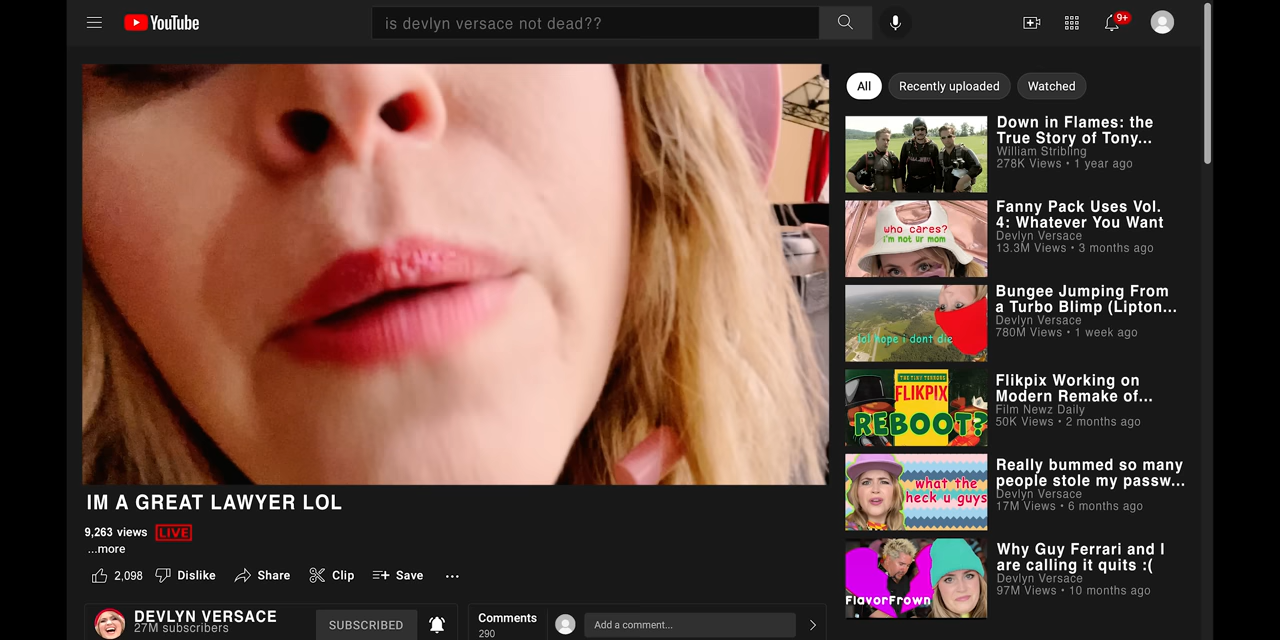 YouTube
is devlyn versace not dead??
9+
IM A GREAT LAWYER LOL
9,263 views LIVE
...more
2,098 Dislike Share Clip Save
DEVLYN VERSACE
27M subscribers
SUBSCRIBED
Comments
290
Add a comment...
All Recently uploaded Watched
Down in Flames: the
True Story of Tony...
William Stribling
278K Views • 1 year ago
who cares?
i'm not ur mom
Fanny Pack Uses Vol.
4: Whatever You Want
Devlyn Versace
13.3M Views • 3 months ago
lol hope i dont die
Bungee Jumping From
a Turbo Blimp (Lipton...
Devlyn Versace
780M Views • 1 week ago
THE TINY TERRORS
FLIKPIX
REBOOT?
Flikpix Working on
Modern Remake of...
Film Newz Daily
50K Views • 2 months ago
what the
heck u guys
Really bummed so many
people stole my passw...
Devlyn Versace
17M Views • 6 months ago
FlavorFrown
Why Guy Ferrari and I
are calling it quits :(
Devlyn Versace
97M Views • 10 months ago